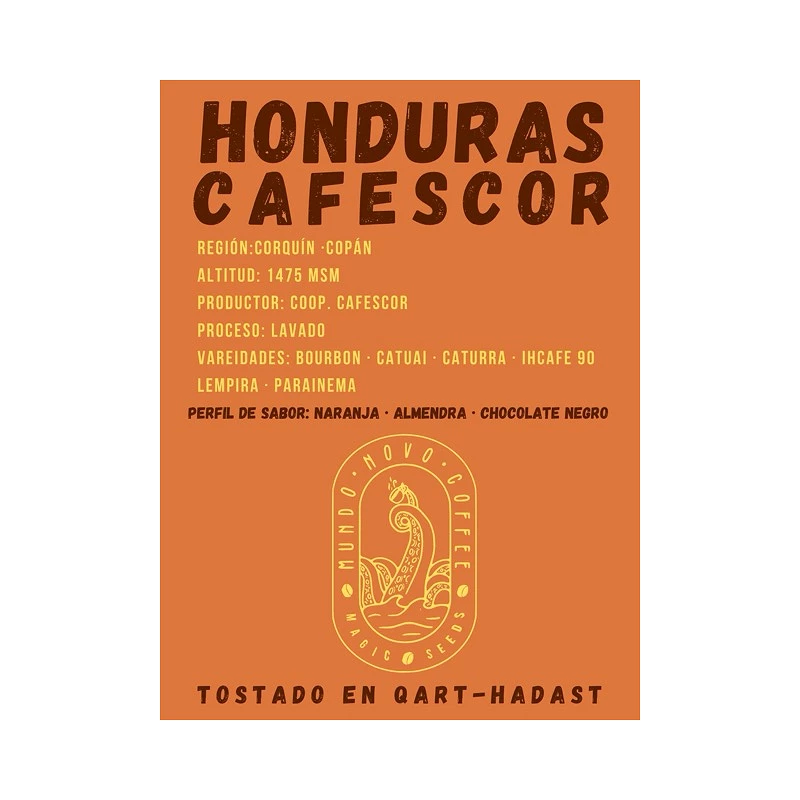 HONDURAS
CAFESCOR
REGIÓN:CORQUÍN ·COPÁN
ALTITUD: 1475 MSM
PRODUCTOR: COOP. CAFESCOR
PROCESO: LAVADO
VAREIDADES: BOURBON · CATUAI · CATURRA · IHCAFE 90
LEMPIRA · PARAINEMA
PERFIL DE SABOR: NARANJA · ALMENDRA · CHOCOLATE NEGRO
MUNDO · NOVO · COFFEE
MAGIC SEEDS
TOSTADO EN QART-HADAST